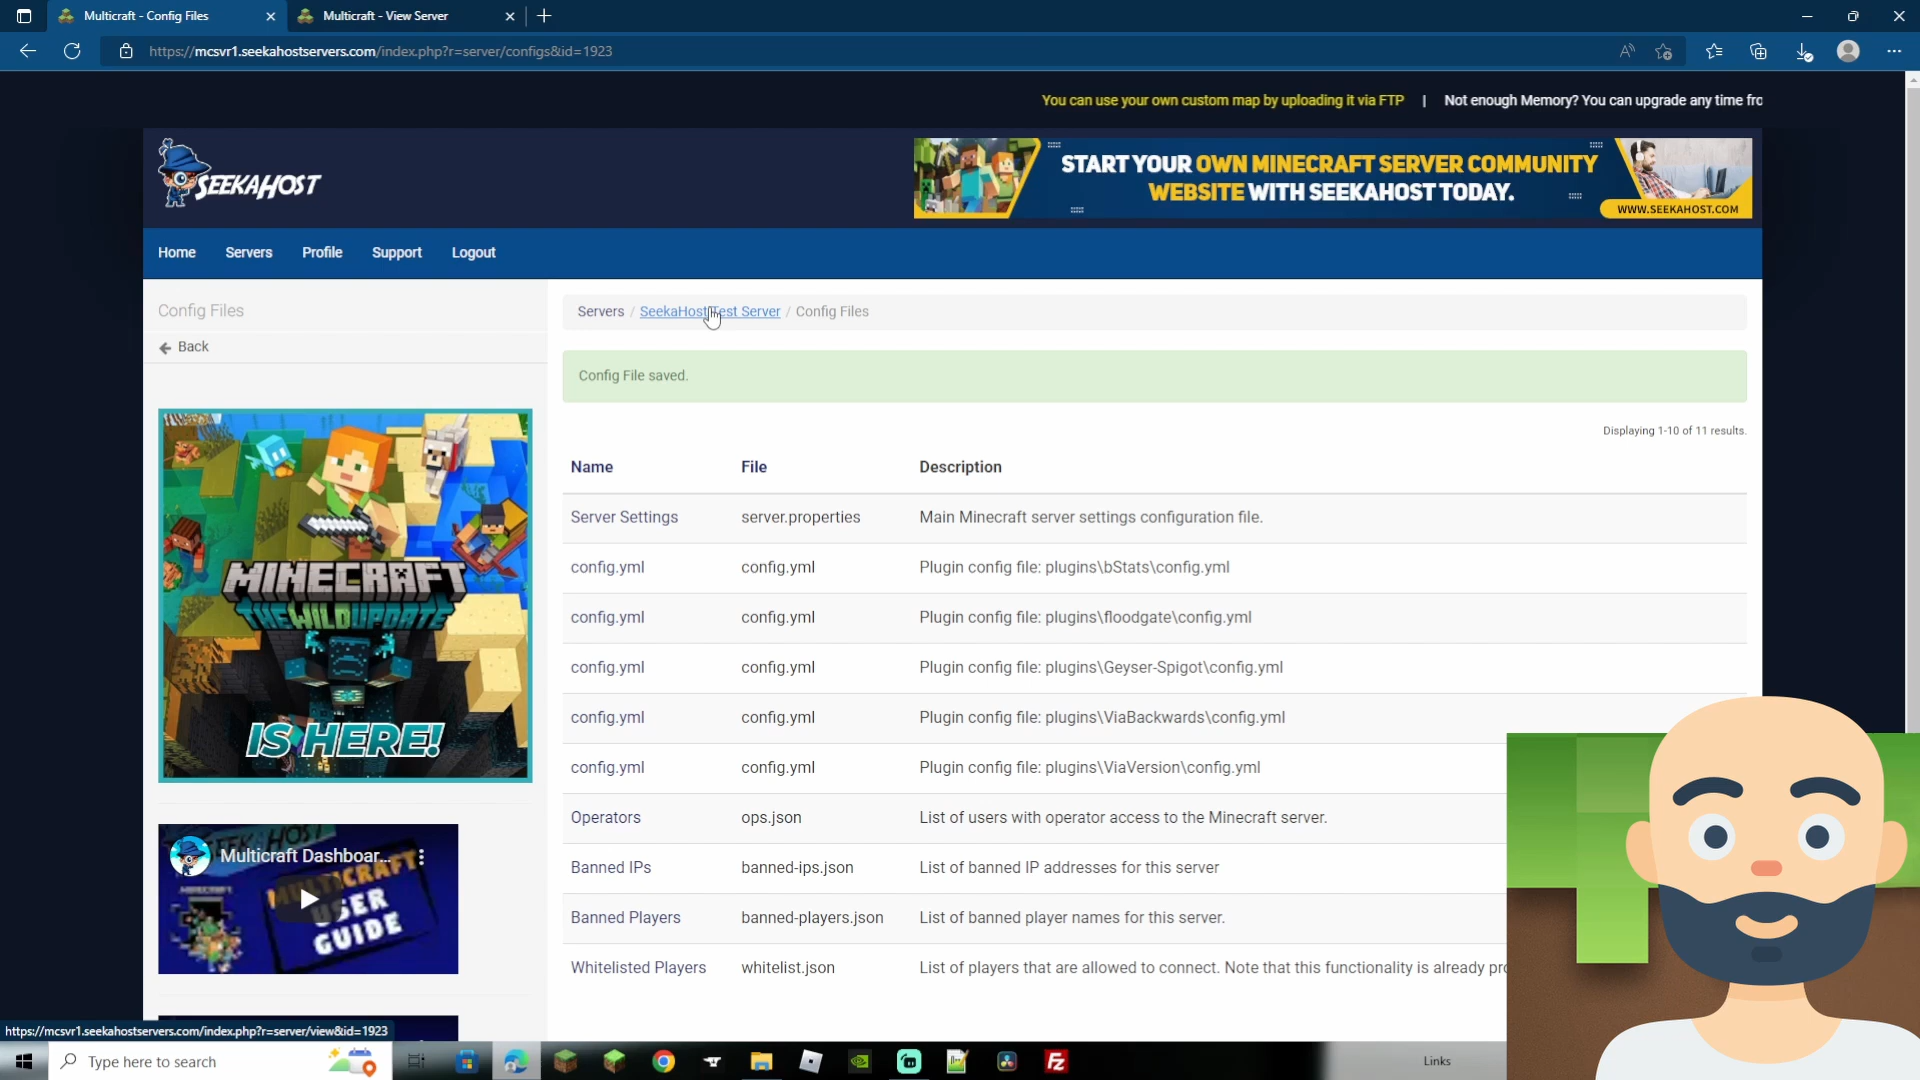 Multicraft - Config Files
Multicraft - View Server
https://mcsvr1.seekahostservers.com/index.php?r=server/configs&id=1923
You can use your own custom map by uploading it via FTP | Not enough Memory? You can upgrade any time fro
SEEKAHOST
START YOUR OWN MINECRAFT SERVER COMMUNITY
WEBSITE WITH SEEKAHOST TODAY.
WWW.SEEKAHOST.COM
Home Servers Profile Support Logout
Config Files
Back
Servers / SeekaHost Test Server / Config Files
Config File saved.
Displaying 1-10 of 11 results.
Name File Description
Server Settings server.properties Main Minecraft server settings configuration file.
config.yml config.yml Plugin config file: plugins\bStats\config.yml
config.yml config.yml Plugin config file: plugins\floodgate\config.yml
config.yml config.yml Plugin config file: plugins\Geyser-Spigot\config.yml
config.yml config.yml Plugin config file: plugins\ViaBackwards\config.yml
config.yml config.yml Plugin config file: plugins\ViaVersion\config.yml
Operators ops.json List of users with operator access to the Minecraft server.
Banned IPs banned-ips.json List of banned IP addresses for this server
Banned Players banned-players.json List of banned player names for this server.
Whitelisted Players whitelist.json List of players that are allowed to connect. Note that this functionality is already pro
MINECRAFT
THE WILD UPDATE
IS HERE!
Multicraft Dashboar...
MULTICRAFT
USER
GUIDE
https://mcsvr1.seekahostservers.com/index.php?r=server/view&id=1923
Type here to search
Links